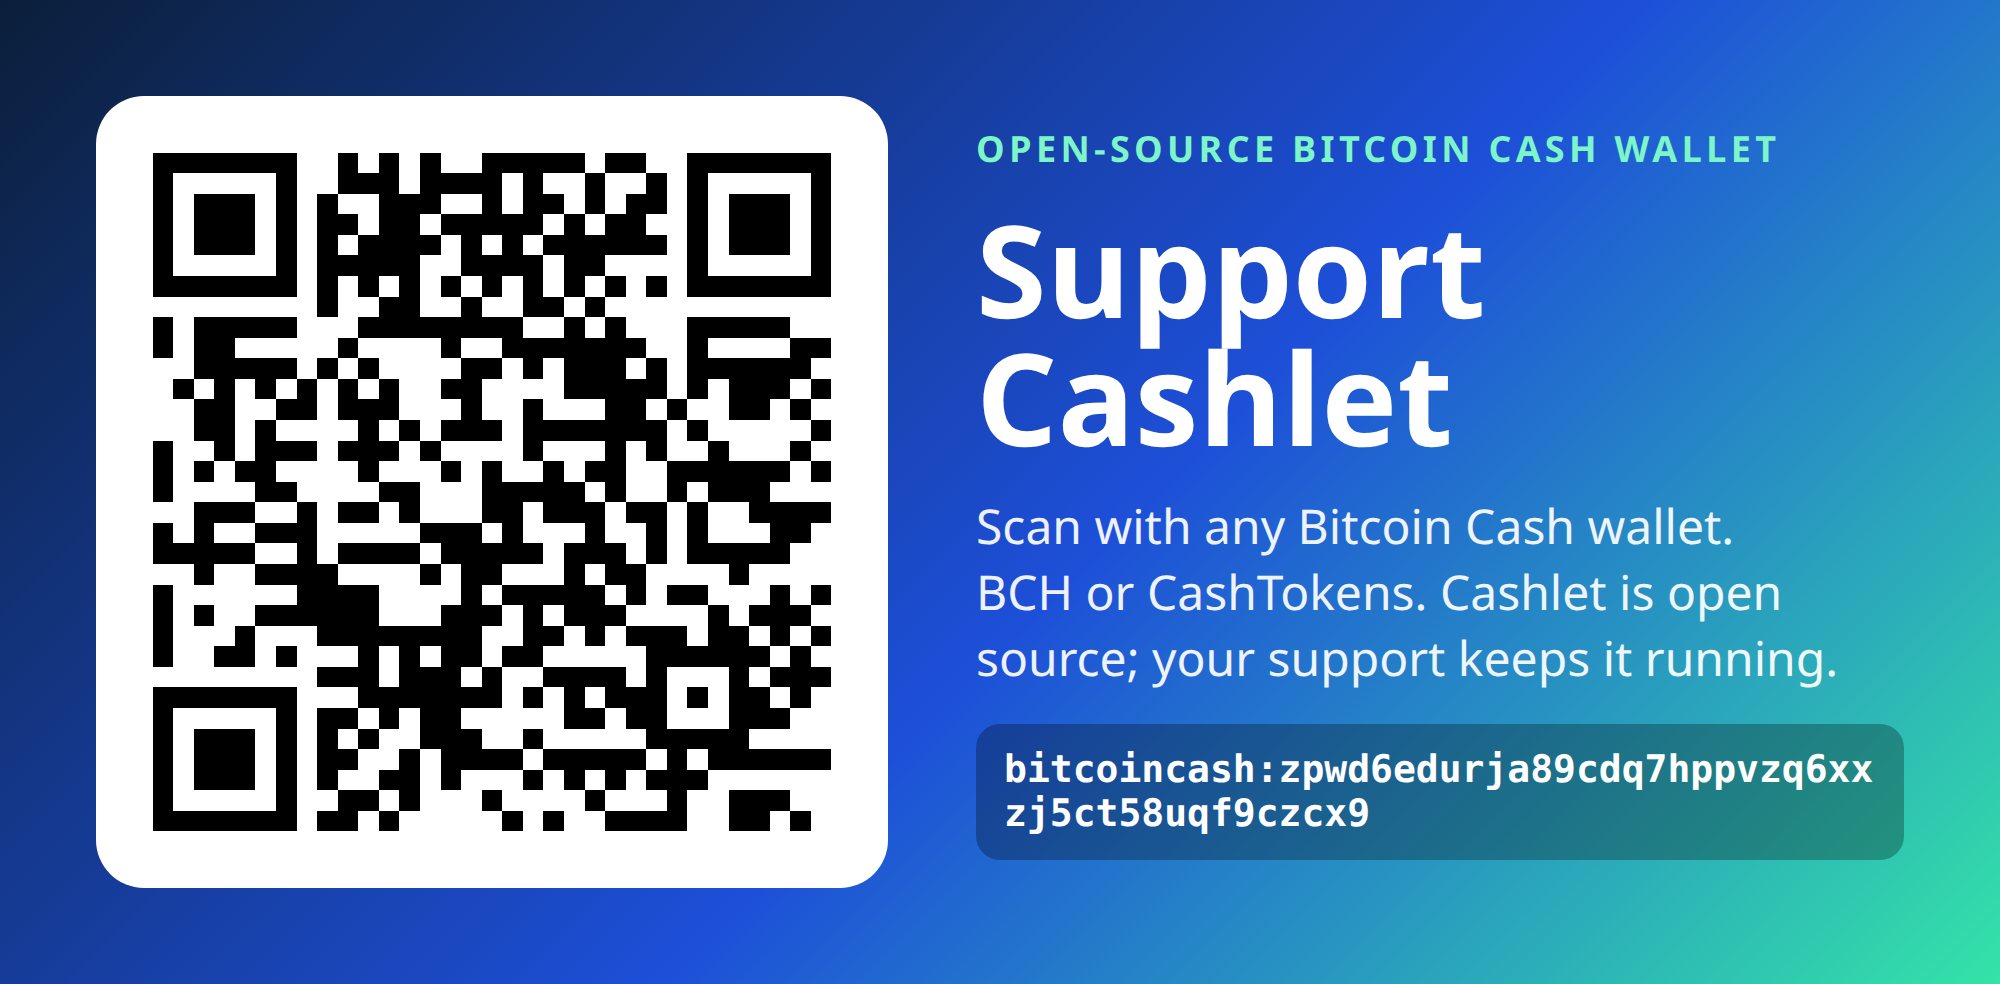 OPEN-SOURCE BITCOIN CASH WALLET
Support
Cashlet
Scan with any Bitcoin Cash wallet.
BCH or CashTokens. Cashlet is open
source; your support keeps it running.
bitcoincash:zpwd6edurja89cdq7hppvzq6xx
zj5ct58uqf9czcx9